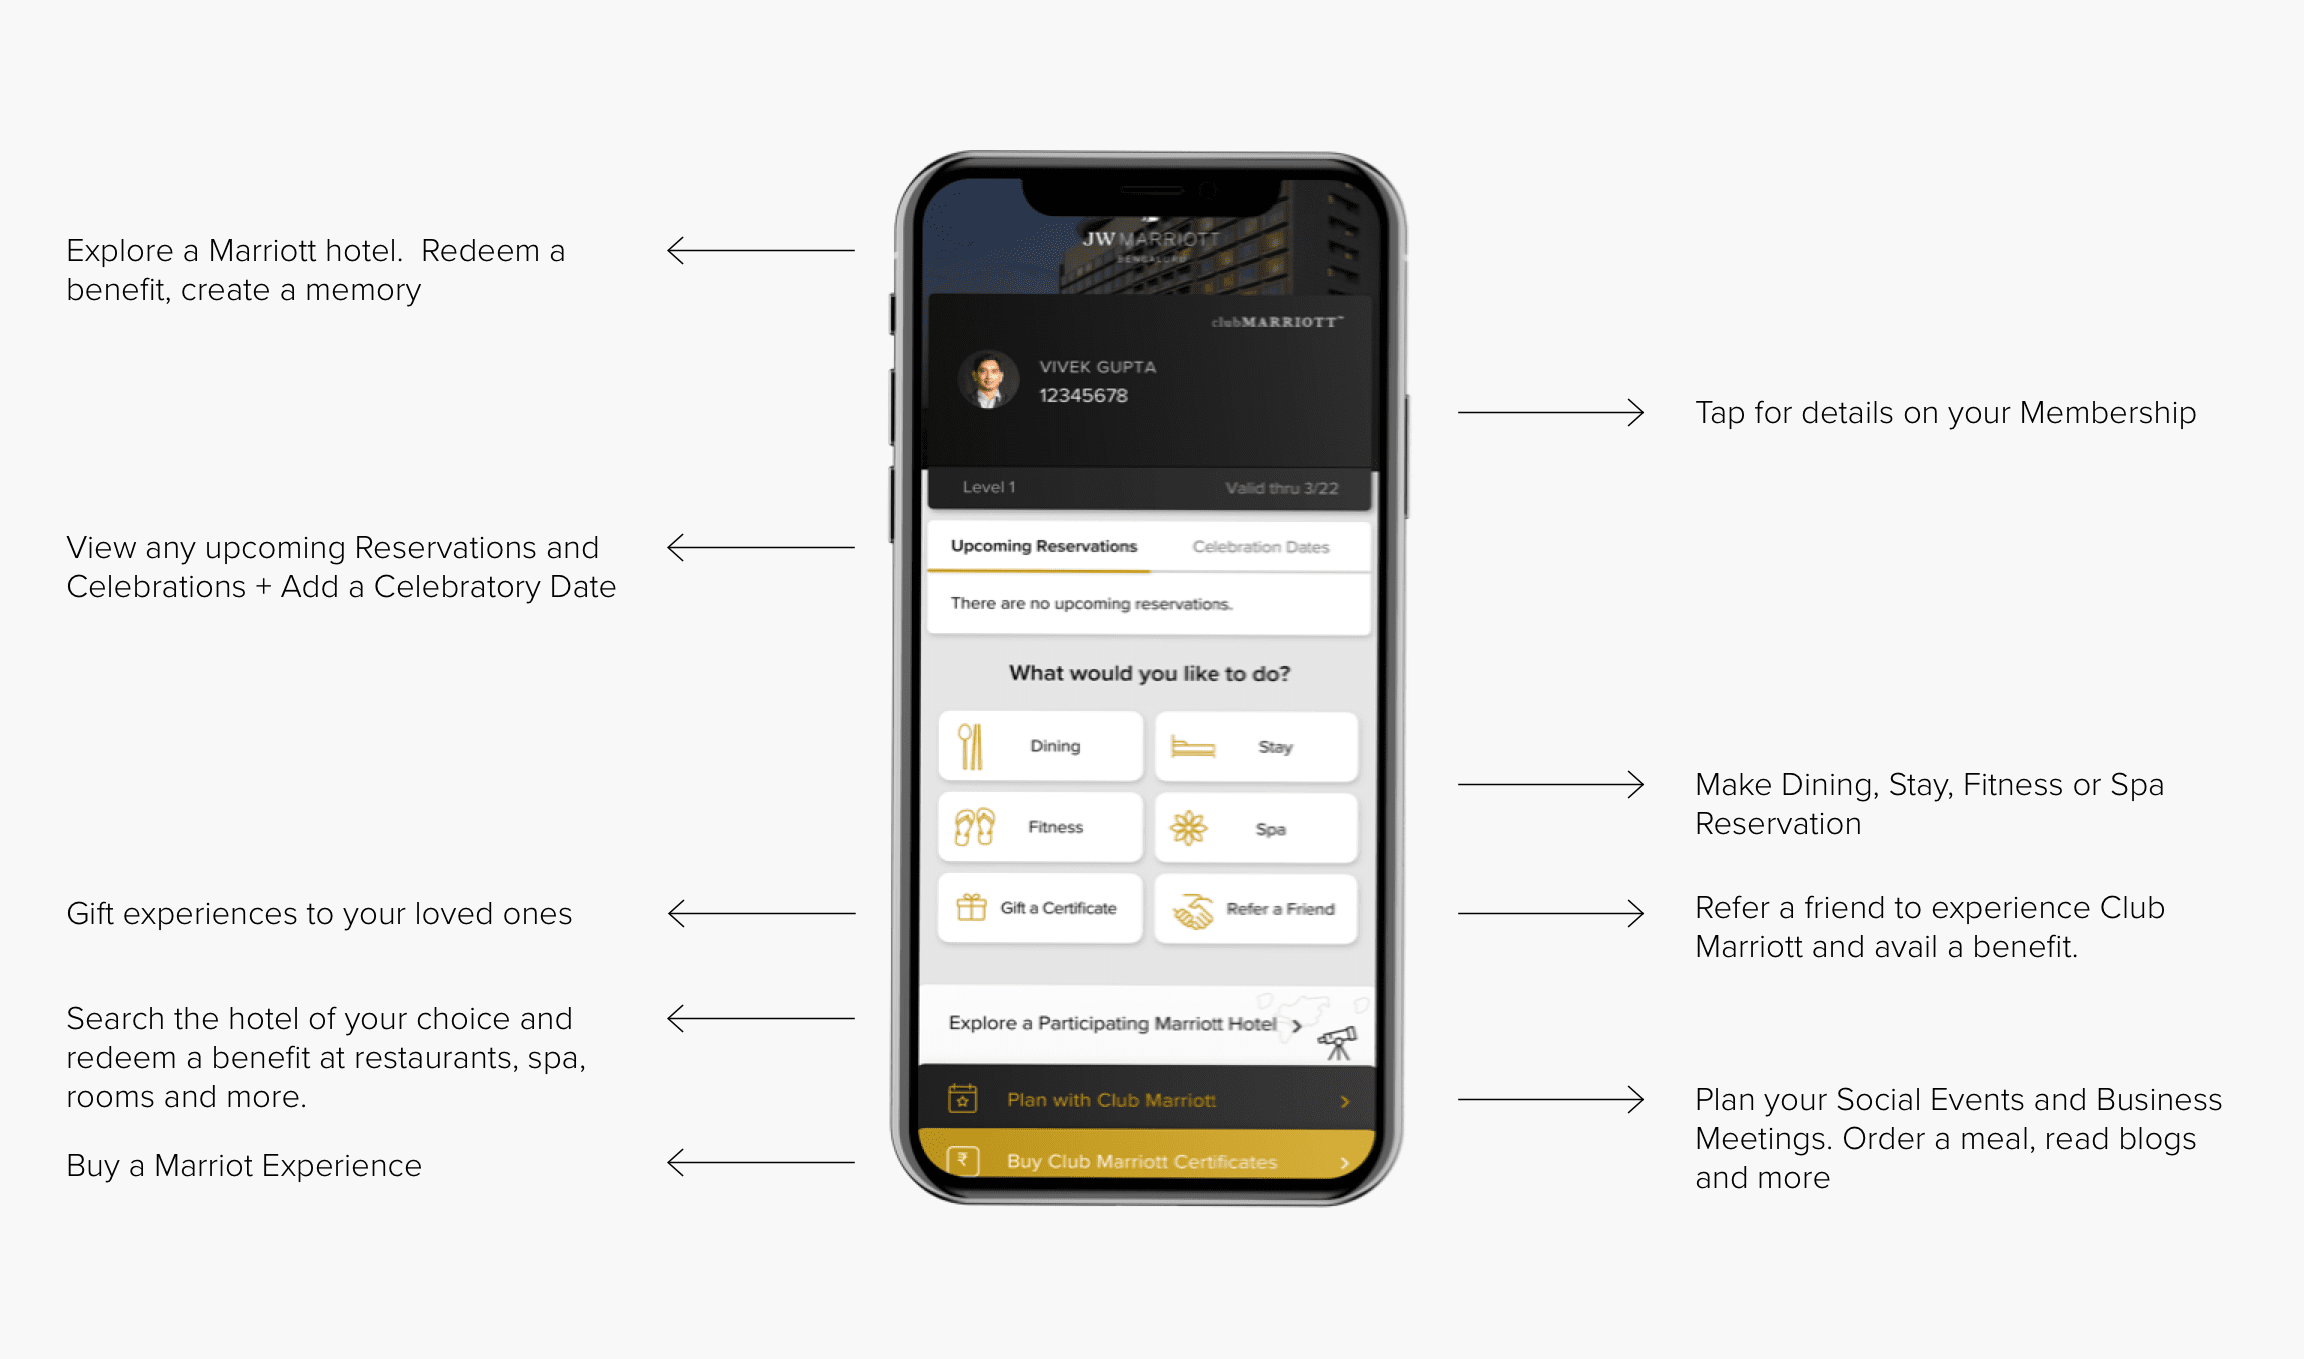 Explore a Marriott hotel.  Redeem a
benefit, create a memory
View any upcoming Reservations and
Celebrations + Add a Celebratory Date
Gift experiences to your loved ones
Search the hotel of your choice and
redeem a benefit at restaurants, spa,
rooms and more.
Buy a Marriot Experience
JW MARRIOTT
BENGALURU
clubMARRIOTT™
VIVEK GUPTA
12345678
Level 1
Valid thru 3/22
Upcoming Reservations
Celebration Dates
There are no upcoming reservations.
What would you like to do?
Dining
Stay
Fitness
Spa
Gift a Certificate
Refer a Friend
Explore a Participating Marriott Hotel
Plan with Club Marriott
₹
Buy Club Marriott Certificates
Tap for details on your Membership
Make Dining, Stay, Fitness or Spa
Reservation
Refer a friend to experience Club
Marriott and avail a benefit.
Plan your Social Events and Business
Meetings. Order a meal, read blogs
and more